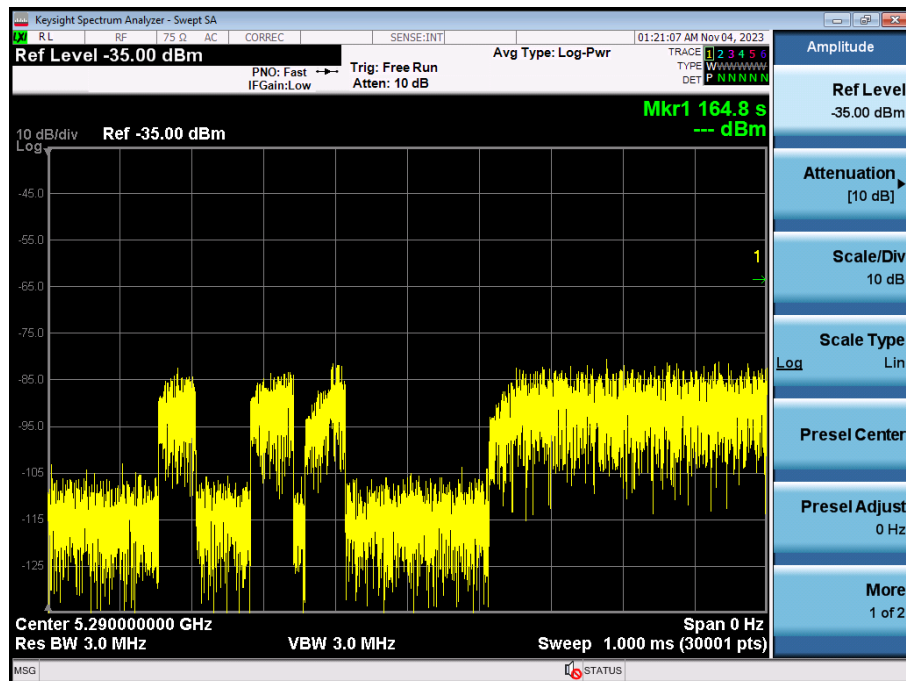 Keysight Spectrum Analyzer - Swept SA
LXI RL RF 75 Ω AC CORREC SENSE:INT 01:21:07 AM Nov 04, 2023
Ref Level -35.00 dBm
PNO: Fast
IFGain:Low
Trig: Free Run
Atten: 10 dB
Avg Type: Log-Pwr
TRACE 1 2 3 4 5 6
TYPE WWWWWW
DET P N N N N N
Mkr1 164.8 s
--- dBm
10 dB/div Ref -35.00 dBm
Log
-45.0
-55.0
1
-65.0
-75.0
-85.0
-95.0
-105
-115
-125
Center 5.290000000 GHz Span 0 Hz
Res BW 3.0 MHz VBW 3.0 MHz Sweep 1.000 ms (30001 pts)
MSG STATUS
Amplitude
Ref Level
-35.00 dBm
Attenuation
[10 dB]
Scale/Div
10 dB
Scale Type
Log Lin
Presel Center
Presel Adjust
0 Hz
More
1 of 2